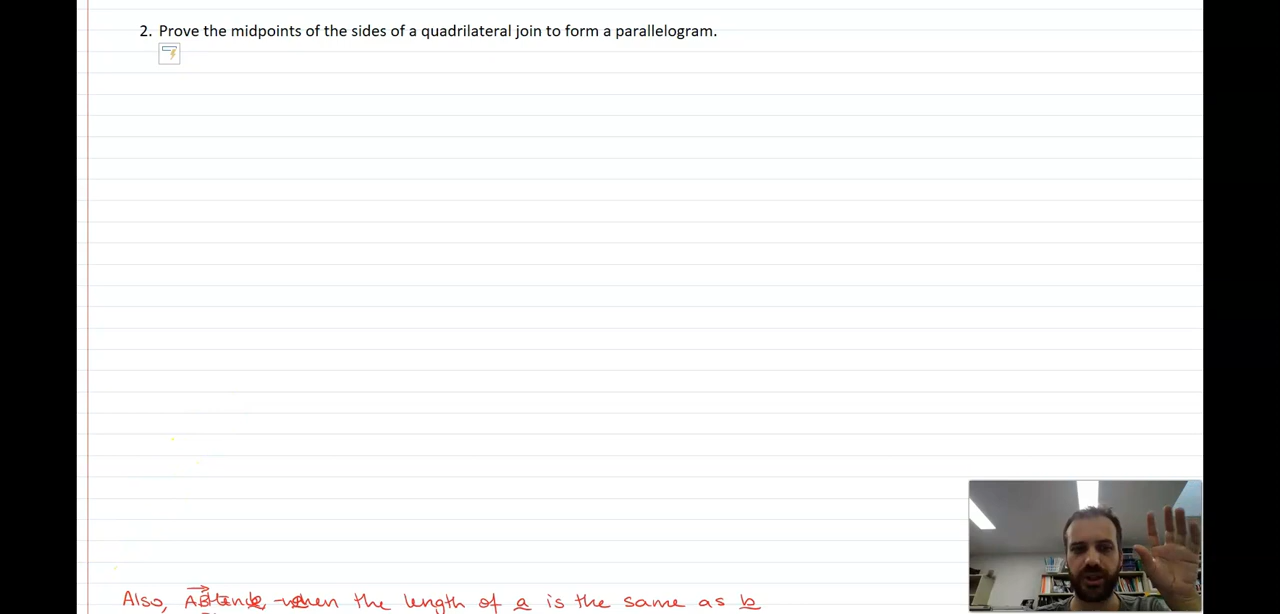 2. Prove the midpoints of the sides of a quadrilateral join to form a parallelogram.
Also, AB when the length of a is the same as b